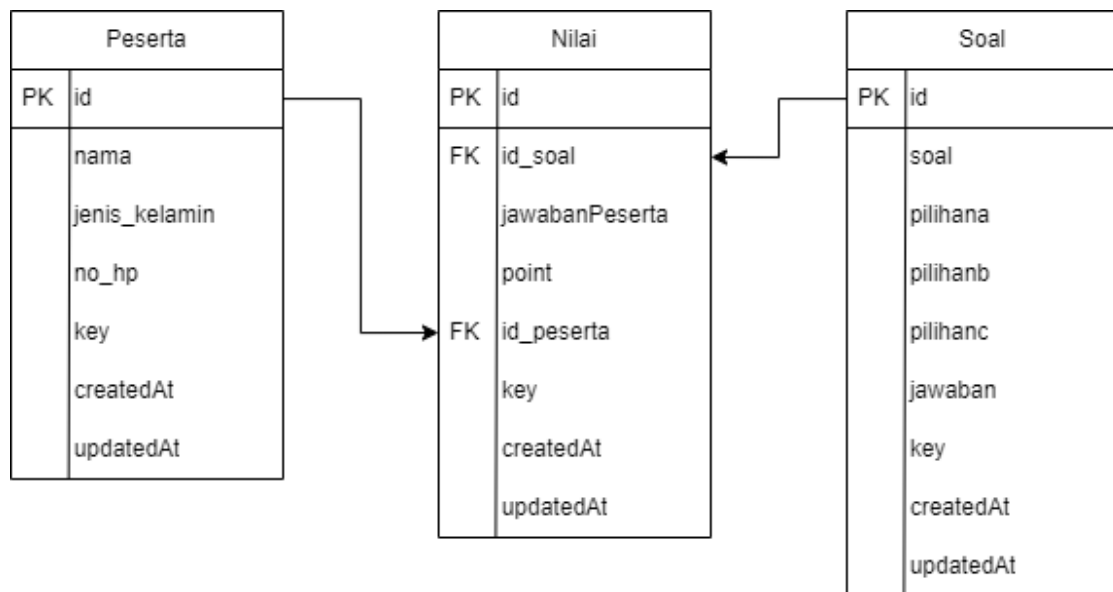 Peserta
PK id
nama
jenis_kelamin
no_hp
key
createdAt
updatedAt
Nilai
PK id
FK id_soal
jawabanPeserta
point
FK id_peserta
key
createdAt
updatedAt
Soal
PK id
soal
pilihana
pilihanb
pilihanc
jawaban
key
createdAt
updatedAt